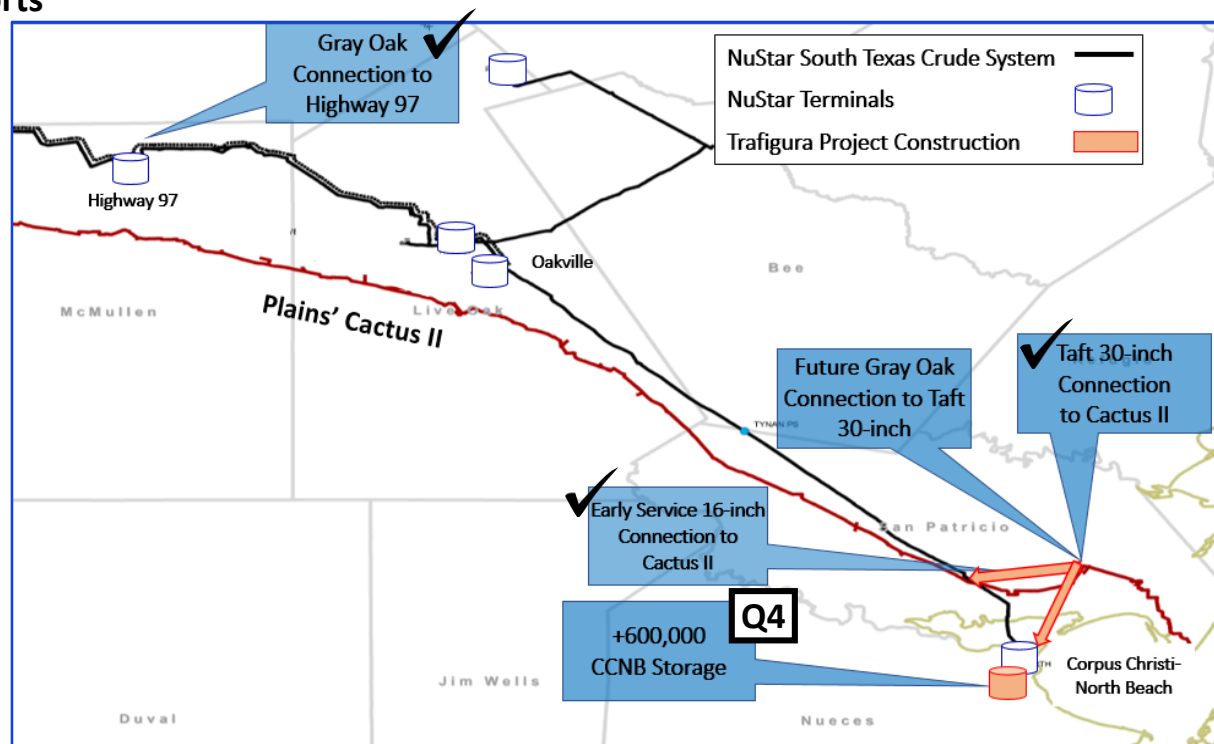 Gray Oak
Connection to
Highway 97
NuStar South Texas Crude System
NuStar Terminals
Trafigura Project Construction
Highway 97
Oakville
Bee
McMullen
Live Oak
Plains' Cactus II
Future Gray Oak
Connection to Taft
30-inch
Taft 30-inch
Connection
to Cactus II
TYNAN PS
Early Service 16-inch
Connection to
Cactus II
San Patricio
Q4
+600,000
CCNB Storage
Corpus Christi-
North Beach
Jim Wells
Duval
Nueces